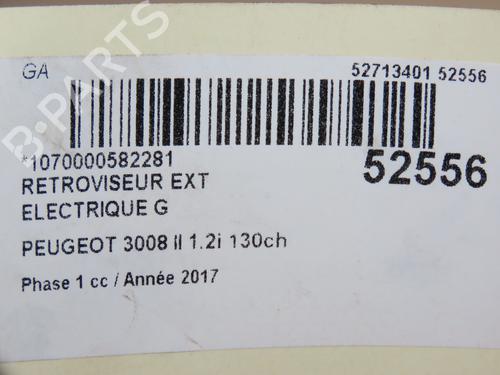 GA
52713401 52556
*1070000582281
52556
RETROVISEUR EXT
ELECTRIQUE G
PEUGEOT 3008 II 1.2i 130ch
Phase 1 cc / Année 2017
B-PARTS